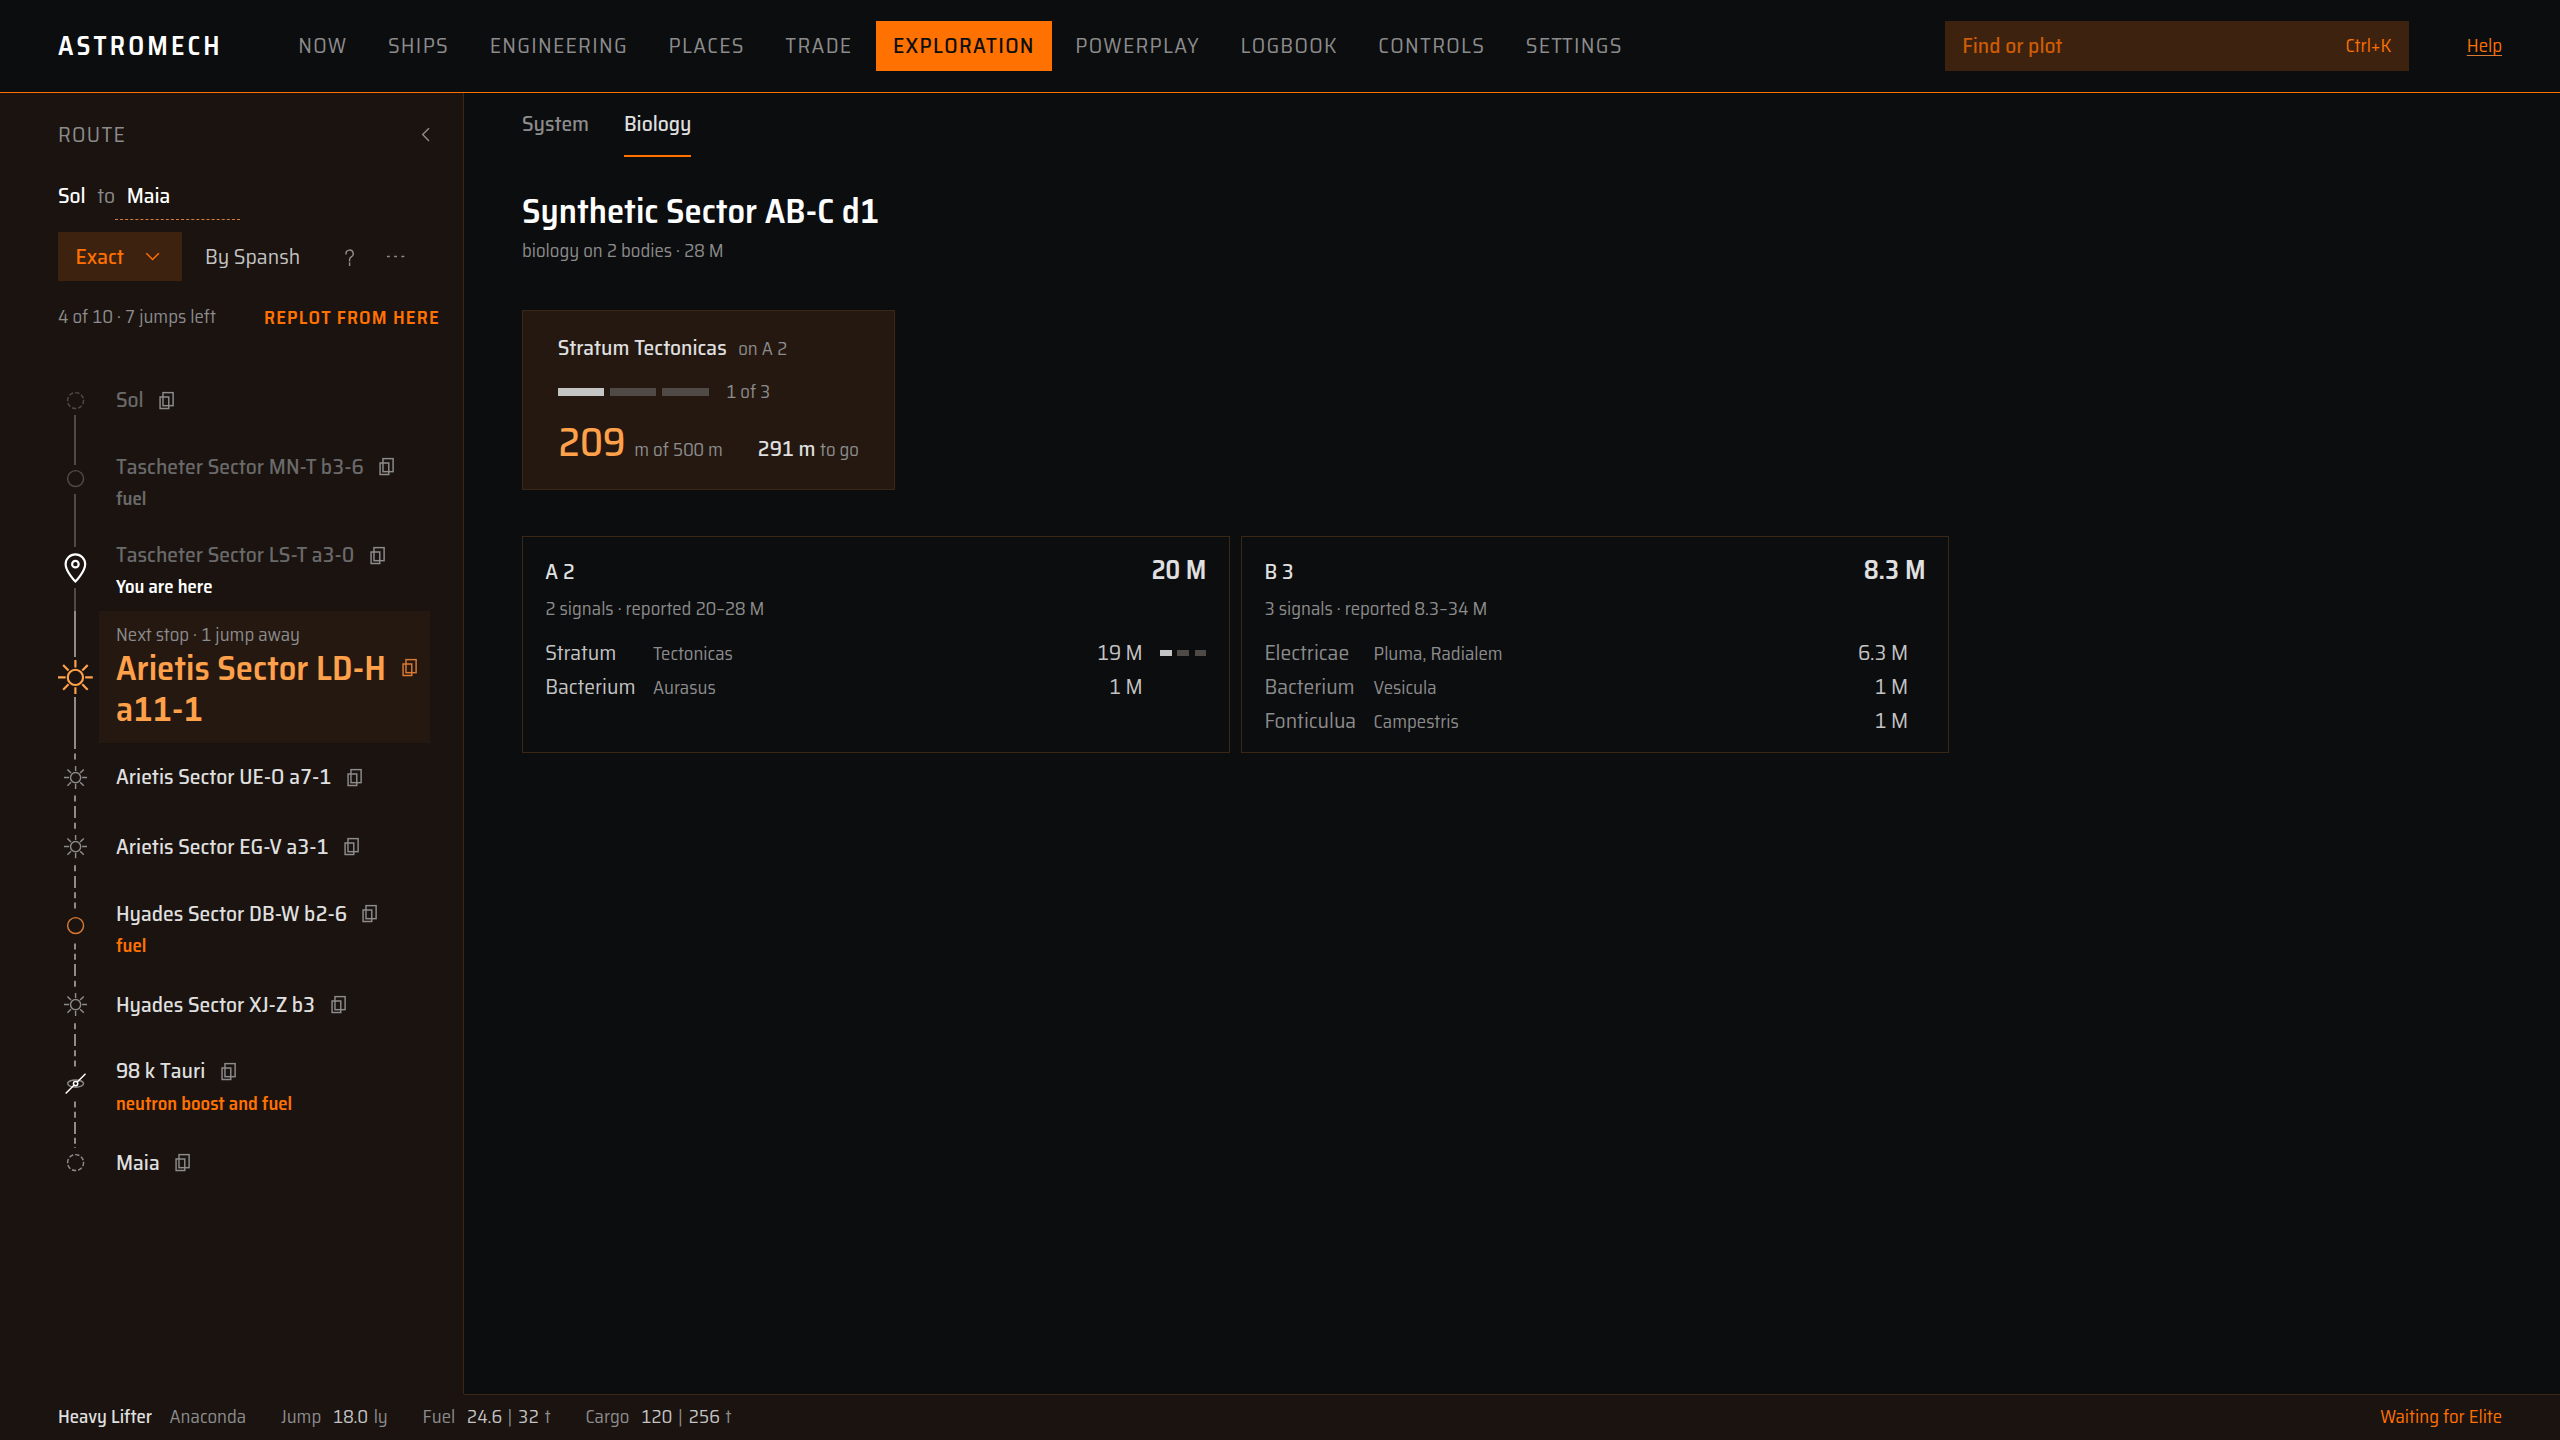 ASTROMECH NOW SHIPS ENGINEERING PLACES TRADE EXPLORATION POWERPLAY LOGBOOK CONTROLS SETTINGS Find or plot Ctrl+K Help
ROUTE
Sol to Maia
Exact By Spansh ? ---
4 of 10 · 7 jumps left REPLOT FROM HERE
Sol
Tascheter Sector MN-T b3-6
fuel
Tascheter Sector LS-T a3-0
You are here
Next stop · 1 jump away
Arietis Sector LD-H
a11-1
Arietis Sector UE-O a7-1
Arietis Sector EG-V a3-1
Hyades Sector DB-W b2-6
fuel
Hyades Sector XJ-Z b3
98 k Tauri
neutron boost and fuel
Maia
System Biology
Synthetic Sector AB-C d1
biology on 2 bodies · 28 M
Stratum Tectonicas on A 2
1 of 3
209 m of 500 m 291 m to go
A 2 20 M
2 signals · reported 20–28 M
Stratum Tectonicas 19 M
Bacterium Aurasus 1 M
B 3 8.3 M
3 signals · reported 8.3–34 M
Electricae Pluma, Radialem 6.3 M
Bacterium Vesicula 1 M
Fonticulua Campestris 1 M
Heavy Lifter Anaconda Jump 18.0 ly Fuel 24.6 | 32 t Cargo 120 | 256 t Waiting for Elite